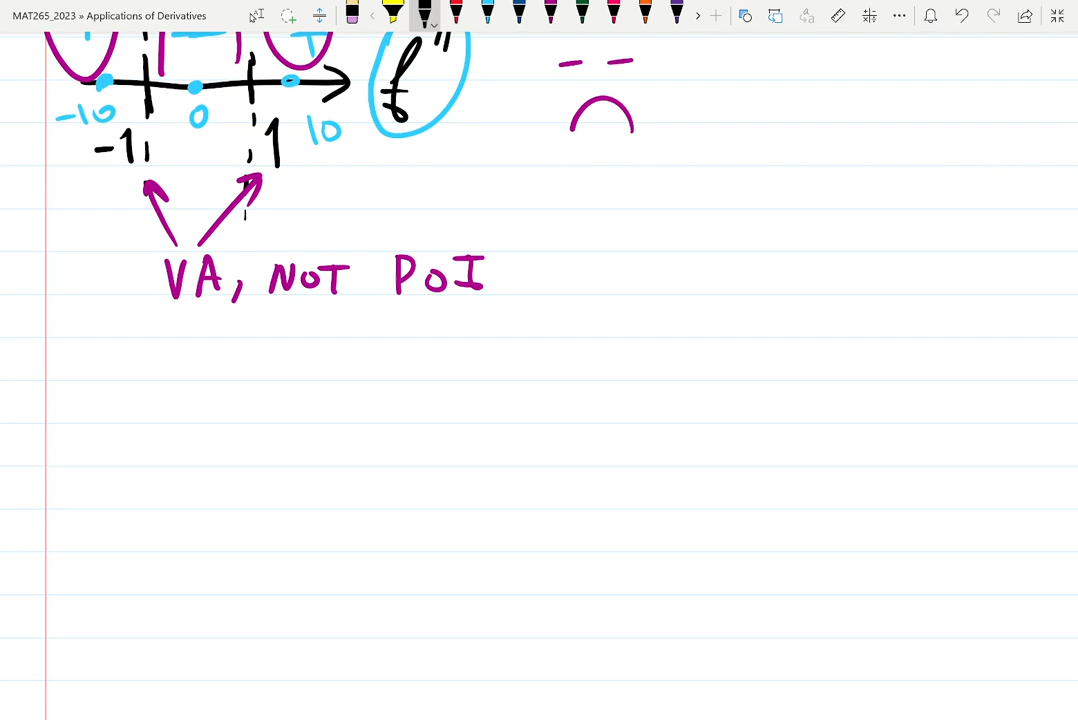 MAT265_2023 » Applications of Derivatives
+ — + f"
— —
-10 0 10
-1 1
VA, NOT POI